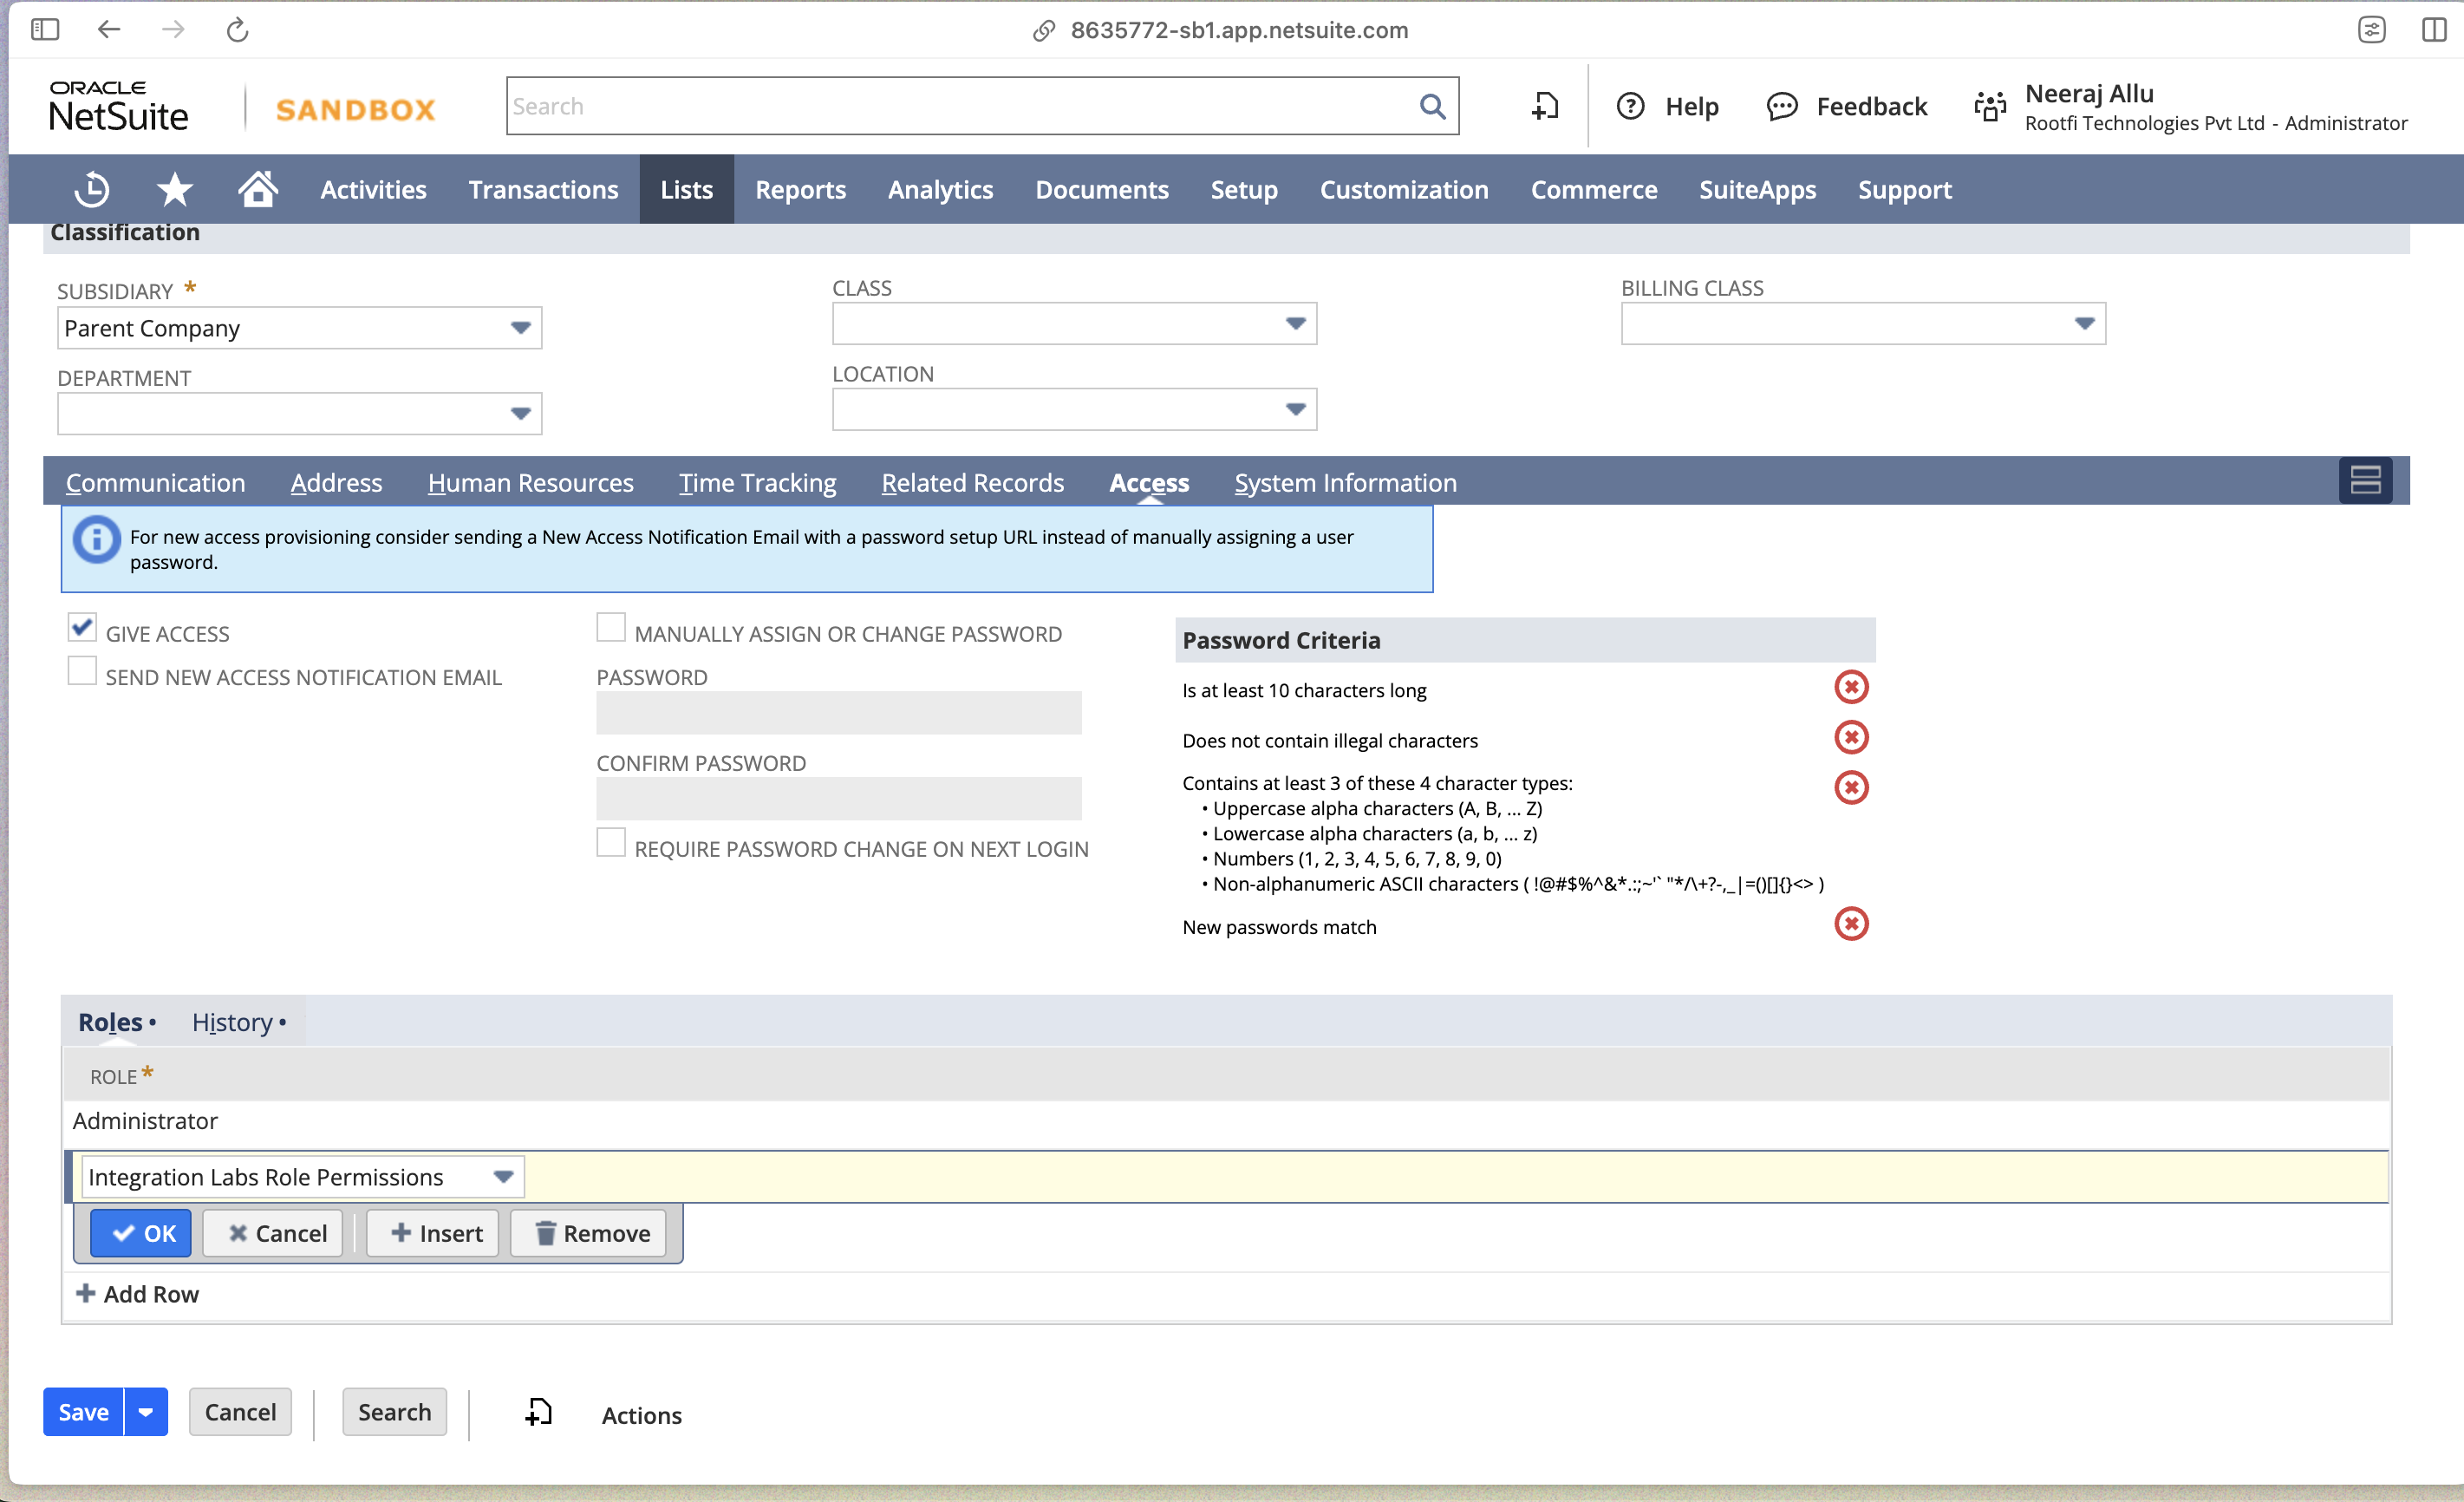 8635772-sb1.app.netsuite.com
ORACLE
NetSuite
SANDBOX
Search
Help
Feedback
Neeraj Allu
Rootfi Technologies Pvt Ltd - Administrator
Activities
Transactions
Lists
Reports
Analytics
Documents
Setup
Customization
Commerce
SuiteApps
Support
Classification
SUBSIDIARY *
Parent Company
CLASS
BILLING CLASS
DEPARTMENT
LOCATION
Communication
Address
Human Resources
Time Tracking
Related Records
Access
System Information
For new access provisioning consider sending a New Access Notification Email with a password setup URL instead of manually assigning a user
password.
GIVE ACCESS
SEND NEW ACCESS NOTIFICATION EMAIL
MANUALLY ASSIGN OR CHANGE PASSWORD
PASSWORD
CONFIRM PASSWORD
REQUIRE PASSWORD CHANGE ON NEXT LOGIN
Password Criteria
Is at least 10 characters long
Does not contain illegal characters
Contains at least 3 of these 4 character types:
• Uppercase alpha characters (A, B, ... Z)
• Lowercase alpha characters (a, b, ... z)
• Numbers (1, 2, 3, 4, 5, 6, 7, 8, 9, 0)
• Non-alphanumeric ASCII characters ( !@#$%^&*.:;~'` "*/\+?-,_|=()[]{}<> )
New passwords match
Roles •
History •
ROLE *
Administrator
Integration Labs Role Permissions
OK
Cancel
Insert
Remove
Add Row
Save
Cancel
Search
Actions